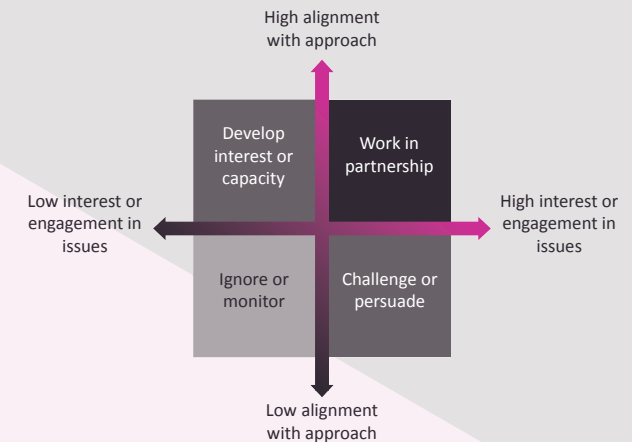 High alignment
with approach
Develop
interest or
capacity
Work in
partnership
Low interest or
engagement in
issues
High interest or
engagement in
issues
Ignore or
monitor
Challenge or
persuade
Low alignment
with approach